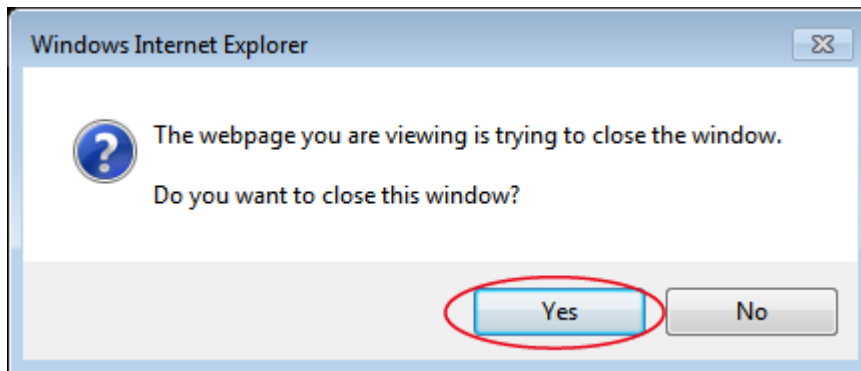 Windows Internet Explorer
The webpage you are viewing is trying to close the window.
Do you want to close this window?
Yes
No